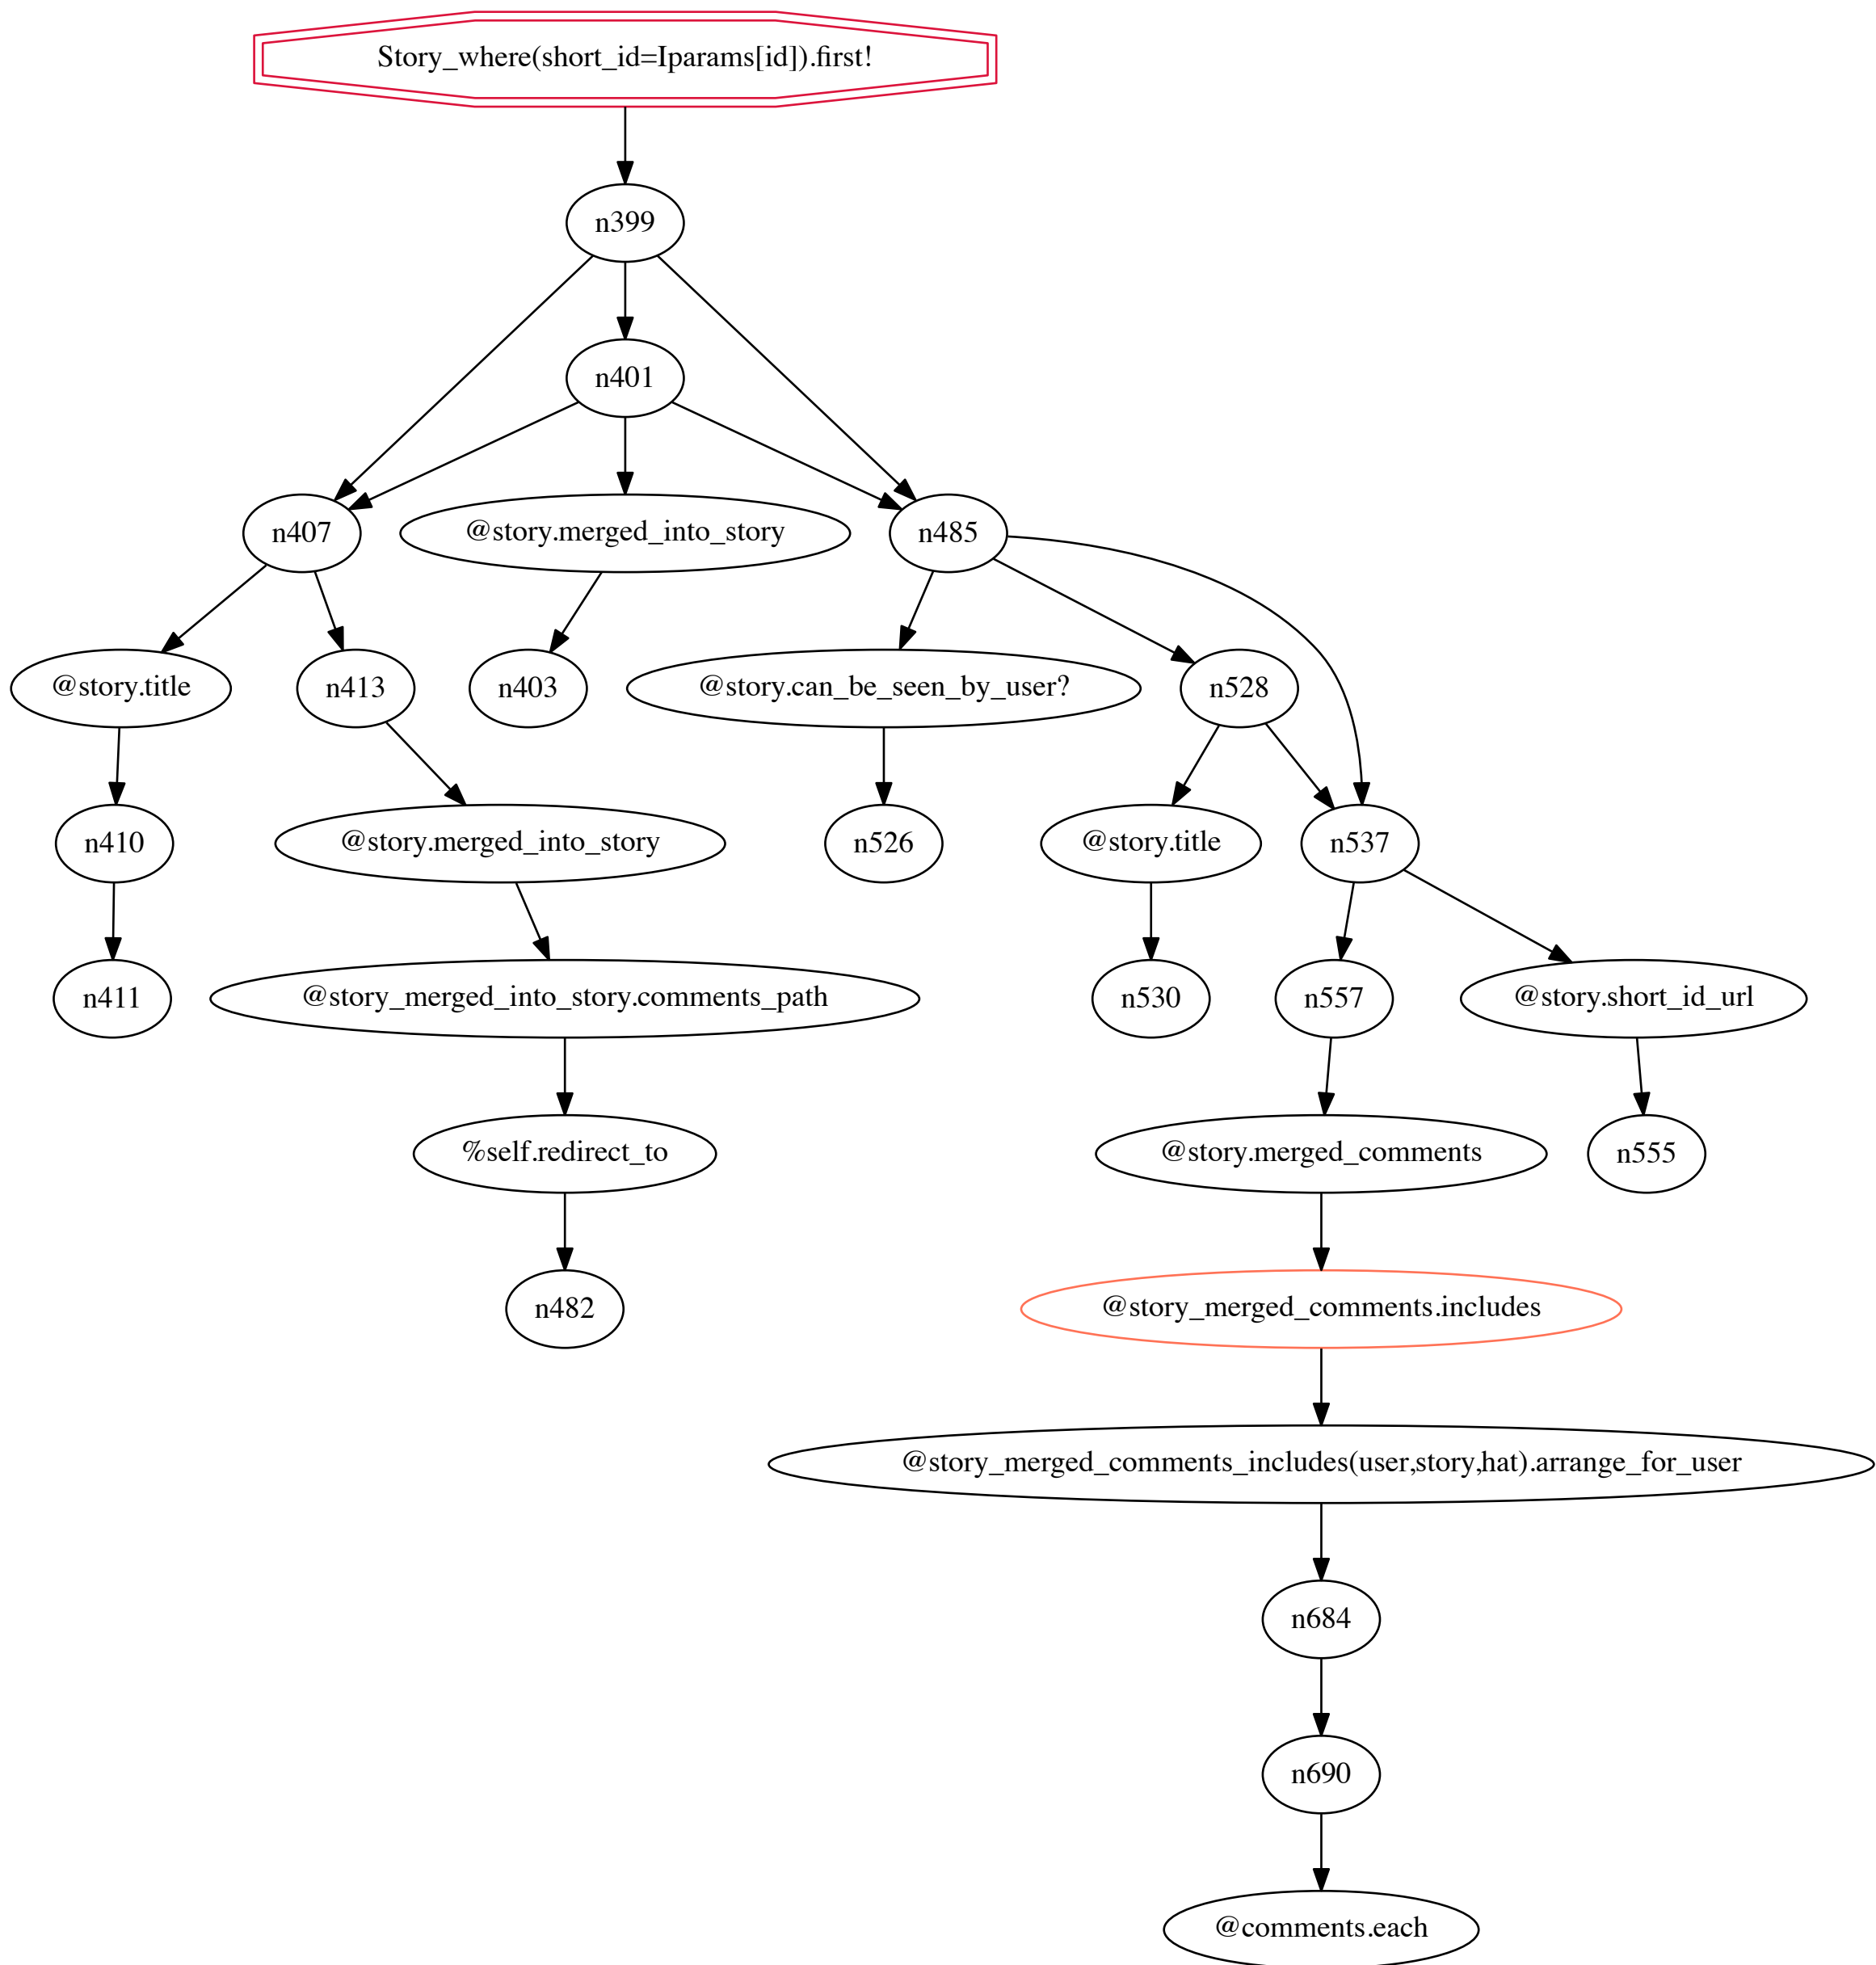 Story_where(short_id=Iparams[id]).first!
n399
n401
n407
@story.merged_into_story
n485
@story.title
n413
n403
@story.can_be_seen_by_user?
n528
n410
@story.merged_into_story
n526
@story.title
n537
n411
@story_merged_into_story.comments_path
n530
n557
@story.short_id_url
%self.redirect_to
@story.merged_comments
n555
n482
@story_merged_comments.includes
@story_merged_comments_includes(user,story,hat).arrange_for_user
n684
n690
@comments.each